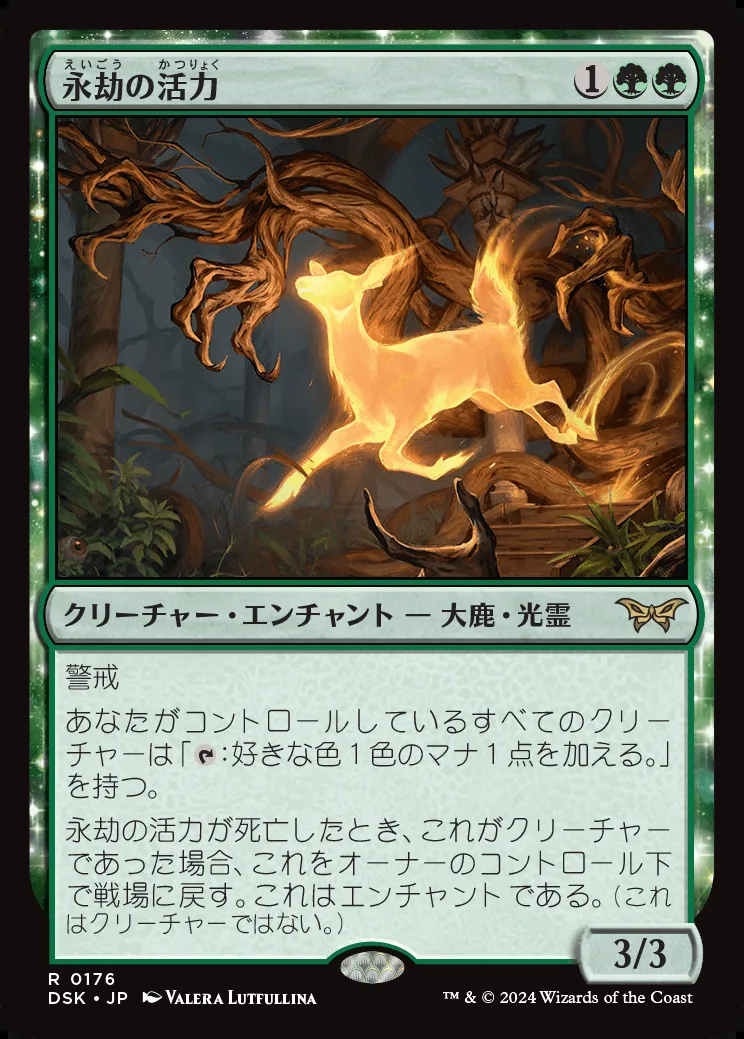 えいごう かつりょく
永劫の活力 1
クリーチャー・エンチャント — 大鹿・光霊
警戒
あなたがコントロールしているすべてのクリー
チャーは「:好きな色1色のマナ1点を加える。」
を持つ。
永劫の活力が死亡したとき、これがクリーチャー
であった場合、これをオーナーのコントロール下
で戦場に戻す。これはエンチャントである。(これ
はクリーチャーではない。)
3/3
R 0176
DSK • JP VALERA LUTFULLINA
™ & © 2024 Wizards of the Coast